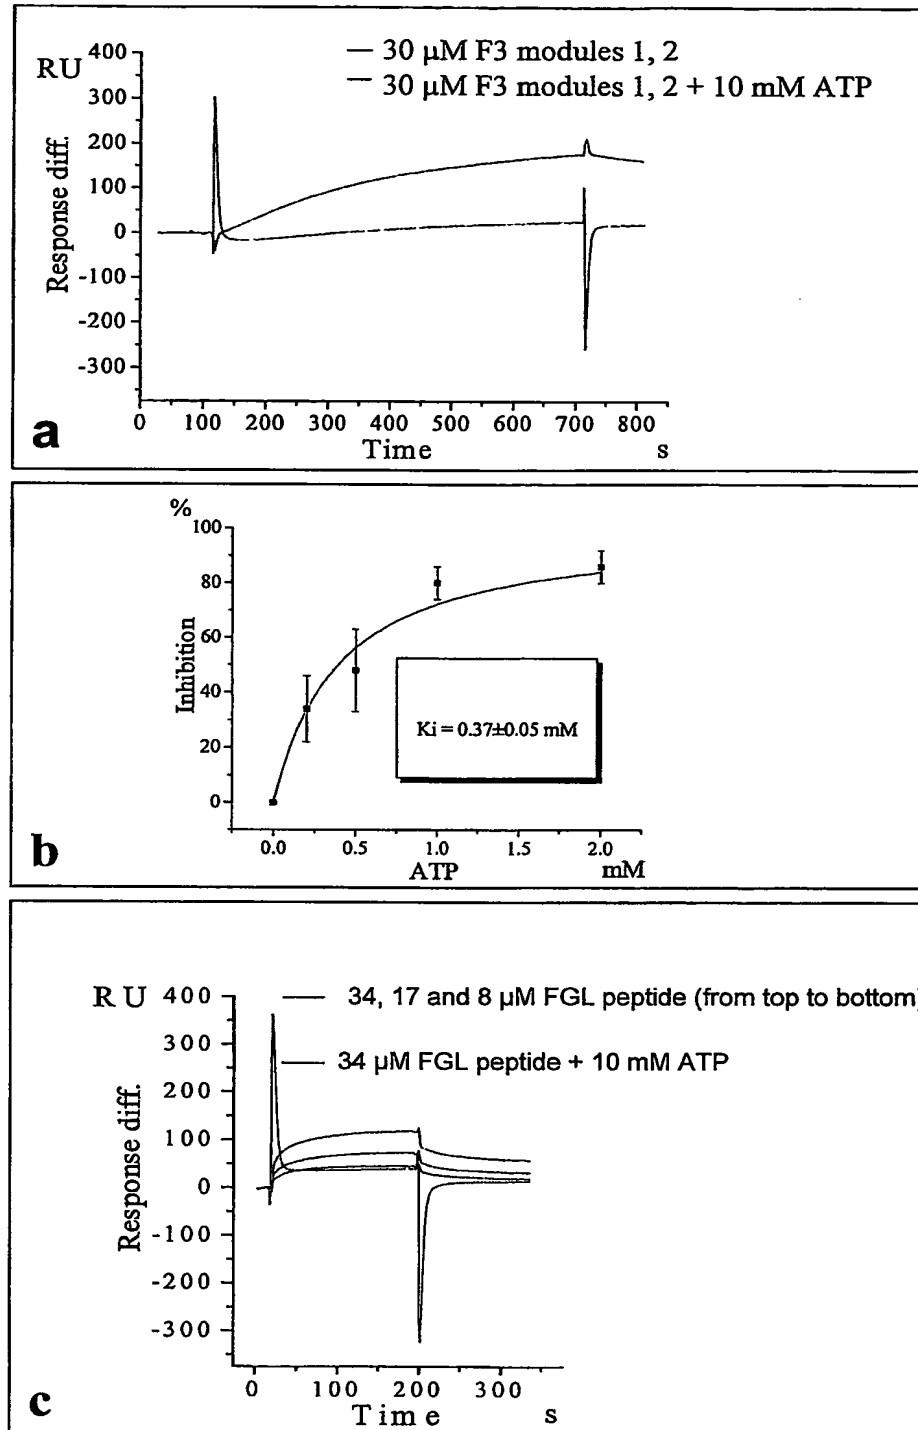 400
RU
— 30 µM F3 modules 1, 2
— 30 µM F3 modules 1, 2 + 10 mM ATP
300
200
100
0
-100
-200
-300
Response diff.
0 100 200 300 400 500 600 700 800
Time s
a
%
100
80
60
40
20
0
Inhibition
Ki = 0.37±0.05 mM
0.0 0.5 1.0 1.5 2.0
ATP mM
b
RU 400
34, 17 and 8 µM FGL peptide (from top to bottom)
300
34 µM FGL peptide + 10 mM ATP
200
100
0
-100
-200
-300
Response diff.
0 100 200 300
Time s
c